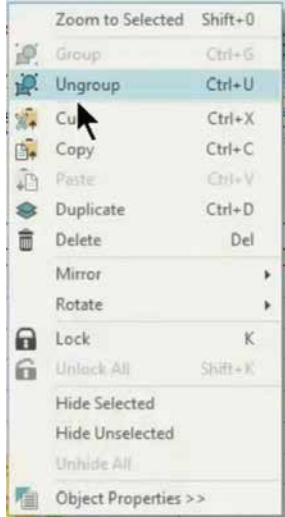 Zoom to Selected Shift+0
Group Ctrl+G
Ungroup Ctrl+U
Cu Ctrl+X
Copy Ctrl+C
Paste Ctrl+V
Duplicate Ctrl+D
Delete Del
Mirror
Rotate
Lock K
Unlock All Shift+K
Hide Selected
Hide Unselected
Unhide All
Object Properties >>